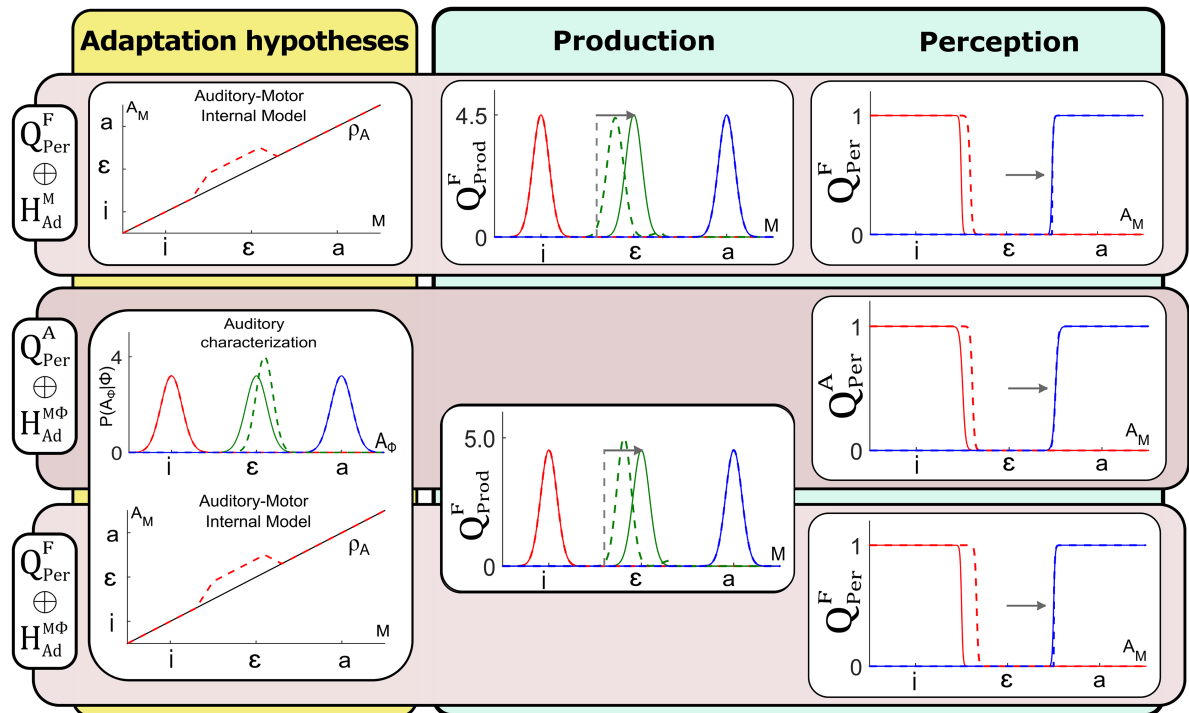 Adaptation hypotheses
Production
Perception
Q^F_Per
⊕
H^M_Ad
A_M
Auditory-Motor
Internal Model
a
ρ_A
ε
i
M
i ε a
4.5
Q^F_Prod
M
0
i ε a
1
Q^F_Per
A_M
0
i ε a
Q^A_Per
⊕
H^MΦ_Ad
Auditory
characterization
4
P(A_Φ|Φ)
A_Φ
0
i ε a
1
Q^A_Per
A_M
0
i ε a
5.0
Q^F_Prod
M
0
i ε a
Q^F_Per
⊕
H^MΦ_Ad
A_M
Auditory-Motor
Internal Model
a
ρ_A
ε
i
M
i ε a
1
Q^F_Per
A_M
0
i ε a